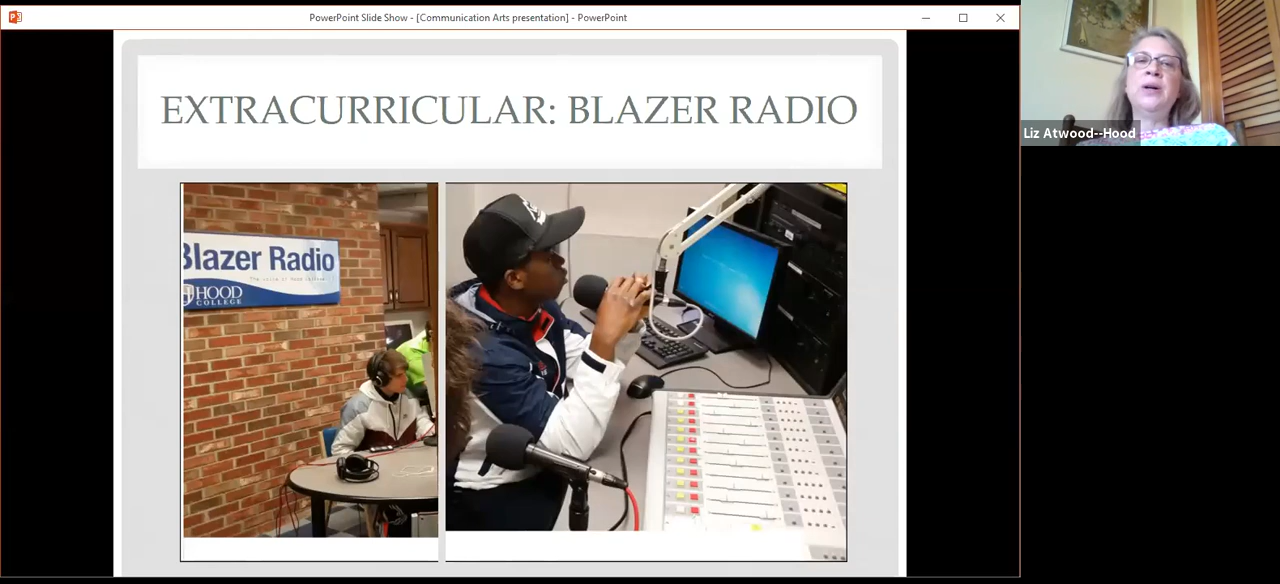 PowerPoint Slide Show - [Communication Arts presentation] - PowerPoint
EXTRACURRICULAR: BLAZER RADIO
Liz Atwood--Hood
Blazer Radio
HOOD
COLLEGE